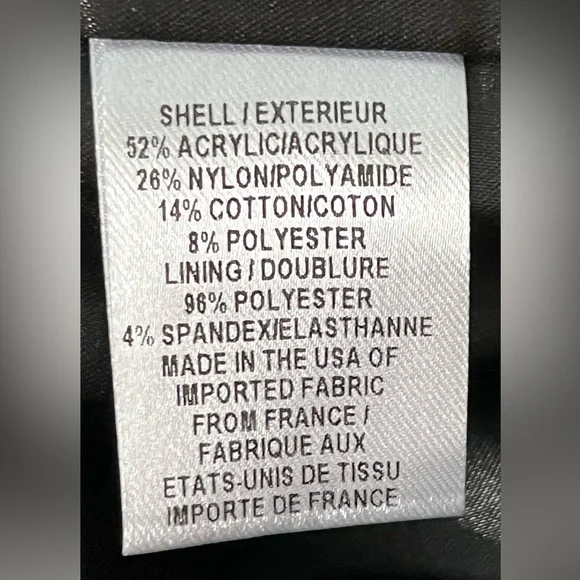 SHELL / EXTERIEUR
52% ACRYLIC/ACRYLIQUE
26% NYLON/POLYAMIDE
14% COTTON/COTON
8% POLYESTER
LINING / DOUBLURE
96% POLYESTER
4% SPANDEX/ELASTHANNE
MADE IN THE USA OF
IMPORTED FABRIC
FROM FRANCE /
FABRIQUE AUX
ETATS-UNIS DE TISSU
IMPORTE DE FRANCE